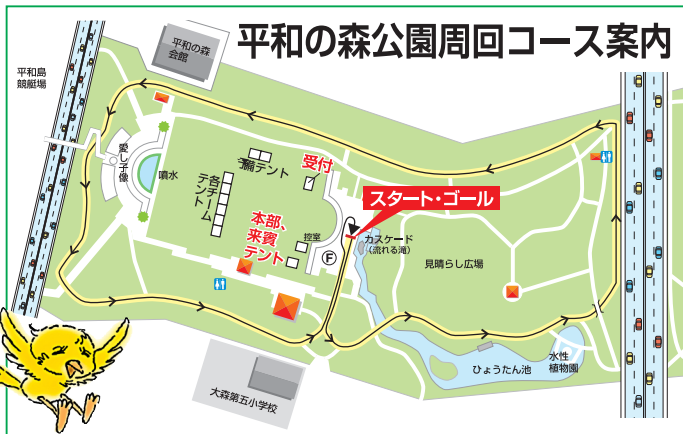 平和の森公園周回コース案内
平和の森
会館
平和島
競艇場
予備テント
受付
愛し子像
噴水
各チーム
テント
スタート・ゴール
本部、
来賓
テント
控室
カスケード
(流れる滝)
F
見晴らし広場
ひょうたん池
水性
植物園
大森第五小学校